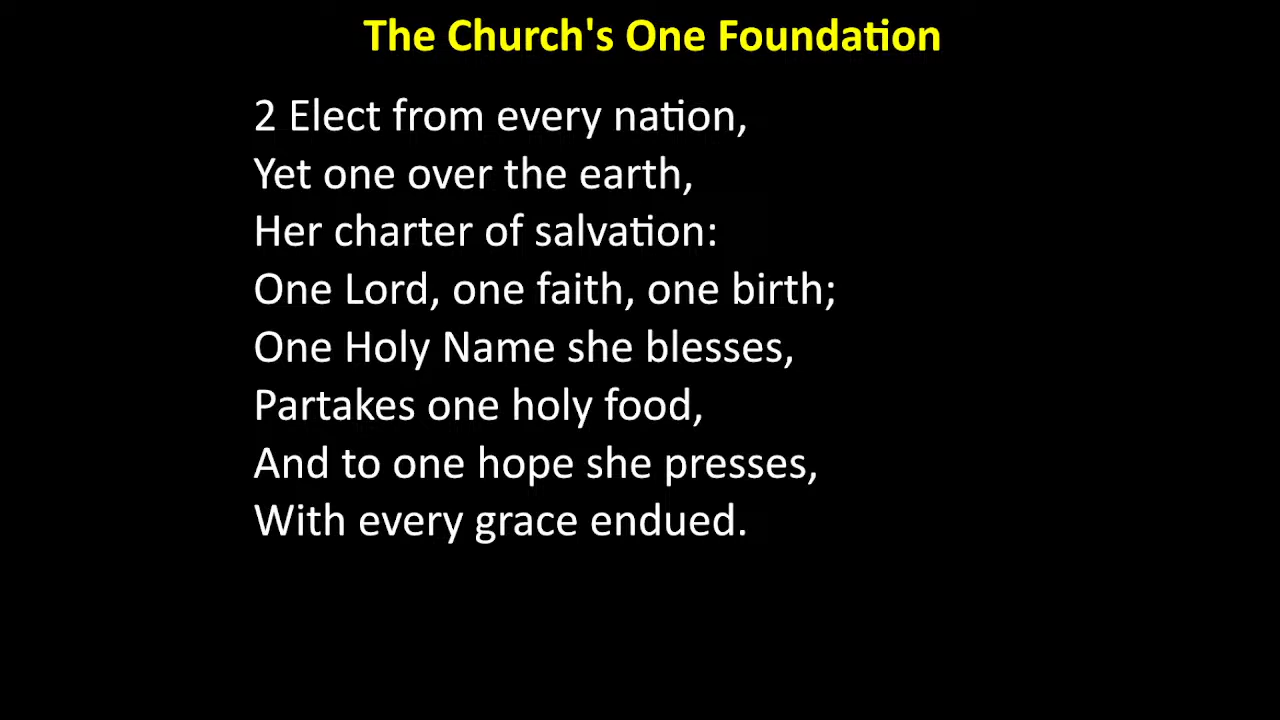 The Church's One Foundation
2 Elect from every nation,
Yet one over the earth,
Her charter of salvation:
One Lord, one faith, one birth;
One Holy Name she blesses,
Partakes one holy food,
And to one hope she presses,
With every grace endued.